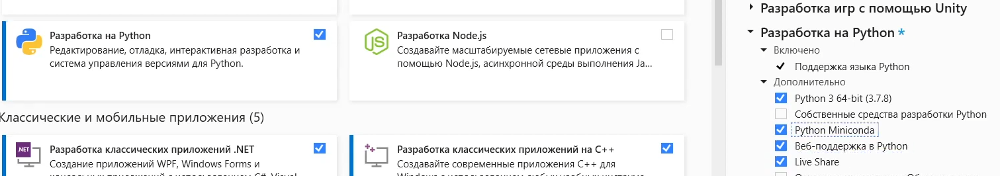 Разработка на Python
Редактирование, отладка, интерактивная разработка и
система управления версиями для Python.
Разработка Node.js
Создавайте масштабируемые сетевые приложения с
помощью Node.js, асинхронной среды выполнения Ja...
Классические и мобильные приложения (5)
.NET
Разработка классических приложений .NET
Создание приложений WPF, Windows Forms и
Разработка классических приложений на C++
Создавайте современные приложения C++ для
Разработка игр с помощью Unity
Разработка на Python *
Включено
Поддержка языка Python
Дополнительно
Python 3 64-bit (3.7.8)
Собственные средства разработки Python
Python Miniconda
Веб-поддержка в Python
Live Share